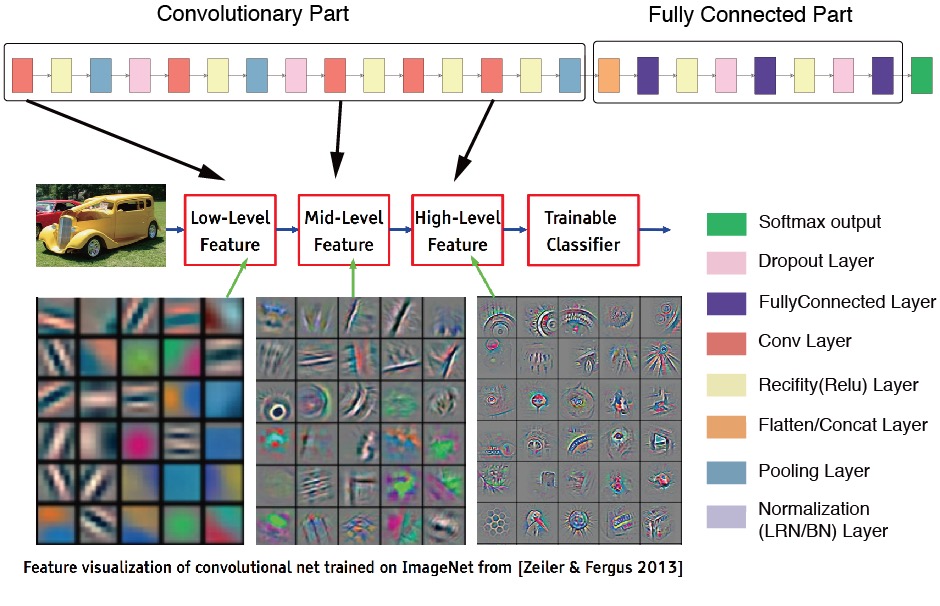 Convolutionary Part
Fully Connected Part
Low-Level
Feature
Mid-Level
Feature
High-Level
Feature
Trainable
Classifier
Softmax output
Dropout Layer
FullyConnected Layer
Conv Layer
Recifity(Relu) Layer
Flatten/Concat Layer
Pooling Layer
Normalization
(LRN/BN) Layer
Feature visualization of convolutional net trained on ImageNet from [Zeiler & Fergus 2013]